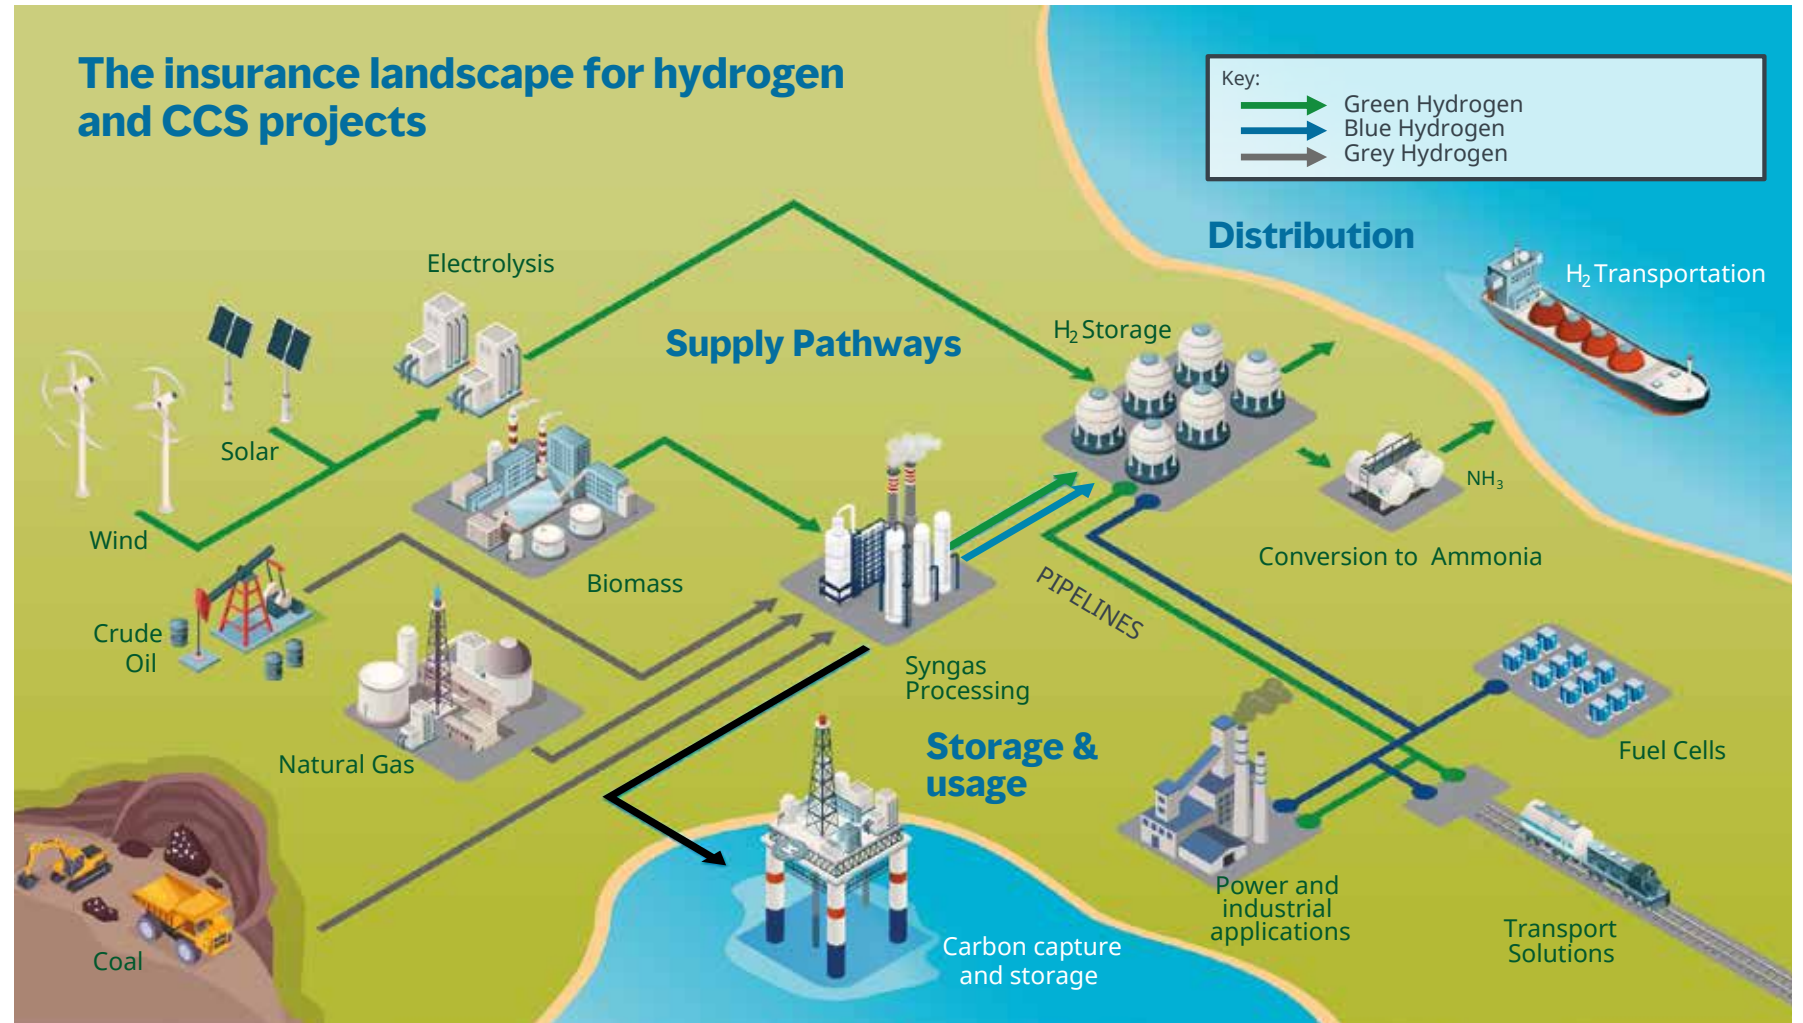 The insurance landscape for hydrogen
and CCS projects
Key:
Green Hydrogen
Blue Hydrogen
Grey Hydrogen
Distribution
H₂ Transportation
Electrolysis
Supply Pathways
H₂ Storage
Solar
Wind
NH₃
Conversion to Ammonia
Biomass
PIPELINES
Crude
Oil
Syngas
Processing
Natural Gas
Storage &
usage
Fuel Cells
Power and
industrial
applications
Transport
Solutions
Coal
Carbon capture
and storage